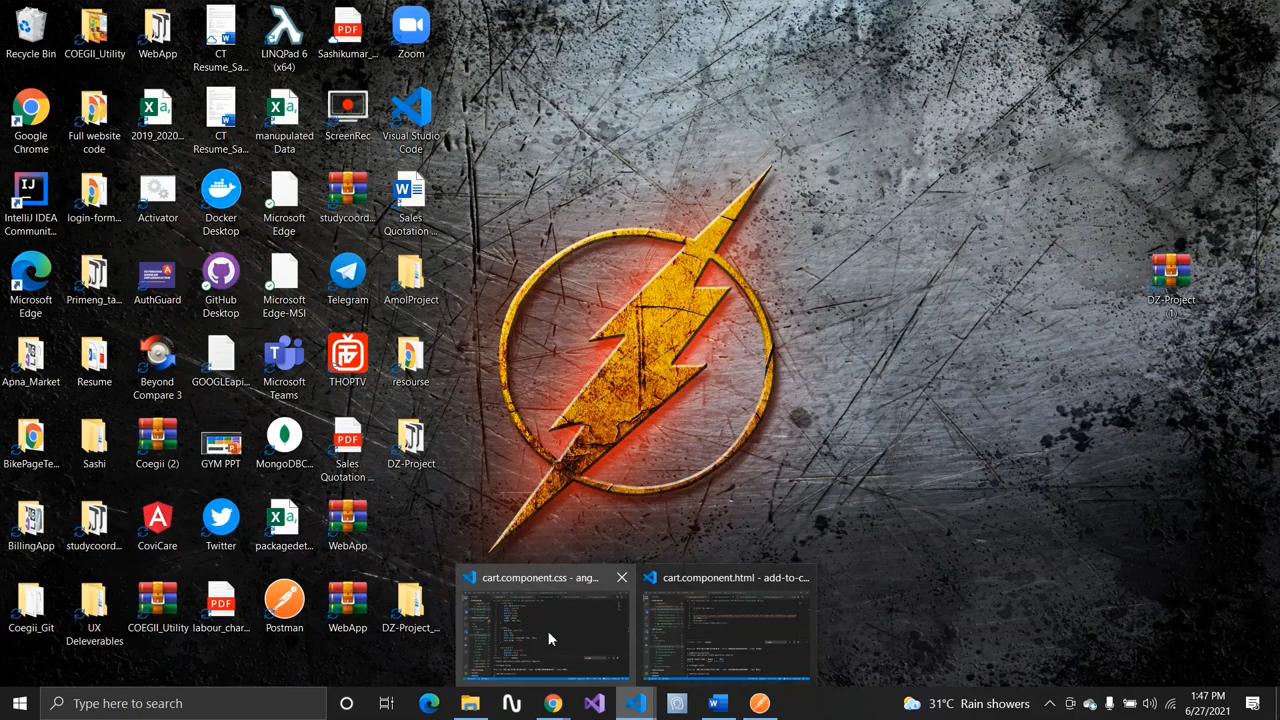 Recycle Bin
COEGII_Utility
WebApp
CT
Resume_Sa...
LINQPad 6
(x64)
PDF
Sashikumar_...
Zoom
Google
Chrome
Full website
code
2019_2020...
CT
Resume_Sa...
manupulated
Data
ScreenRec
Visual Studio
Code
IntelliJ IDEA
Communit...
login-form...
Activator
Docker
Desktop
Microsoft
Edge
studycoord...
Sales
Quotation ...
Microsoft
Edge
Primeng_ta...
AuthGuard
GitHub
Desktop
Microsoft
Edge-MSI
Telegram
AmolProject
DZ-Project
(1)
Apna_Market
Resume
Beyond
Compare 3
GOOGLEapi...
Microsoft
Teams
THOPTV
resourse
BikePageTe...
Sashi
Coegii (2)
GYM PPT
MongoDBC...
PDF
Sales
Quotation ...
DZ-Project
BillingApp
studycoord...
CoviCare
Twitter
packagedet...
WebApp
cart.component.css - ang...
cart.component.html - add-to-c...
Coegii_Git
UX
Deleverables
COEGII_Utility
PDF
labour_char...
Postman
WebApp
DZ-Project_...
Type here to search
31°C Rain showers
1:47 PM
6/27/2021